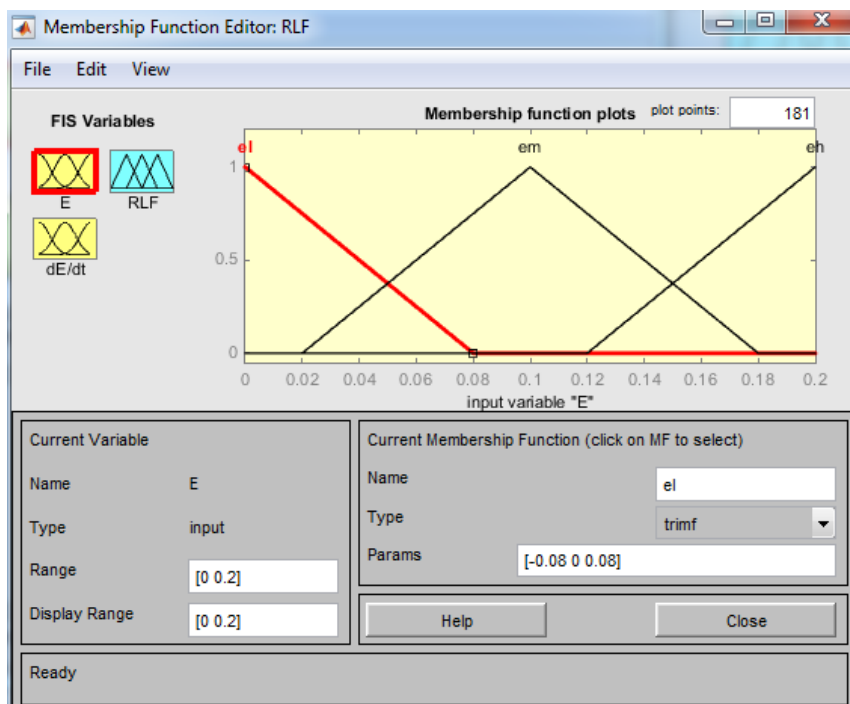 Membership Function Editor: RLF
File Edit View
FIS Variables
E
RLF
dE/dt
Membership function plots plot points: 181
el em eh
1
0.5
0
0 0.02 0.04 0.06 0.08 0.1 0.12 0.14 0.16 0.18 0.2
input variable "E"
Current Variable
Name E
Type input
Range [0 0.2]
Display Range [0 0.2]
Current Membership Function (click on MF to select)
Name el
Type trimf
Params [-0.08 0 0.08]
Help Close
Ready